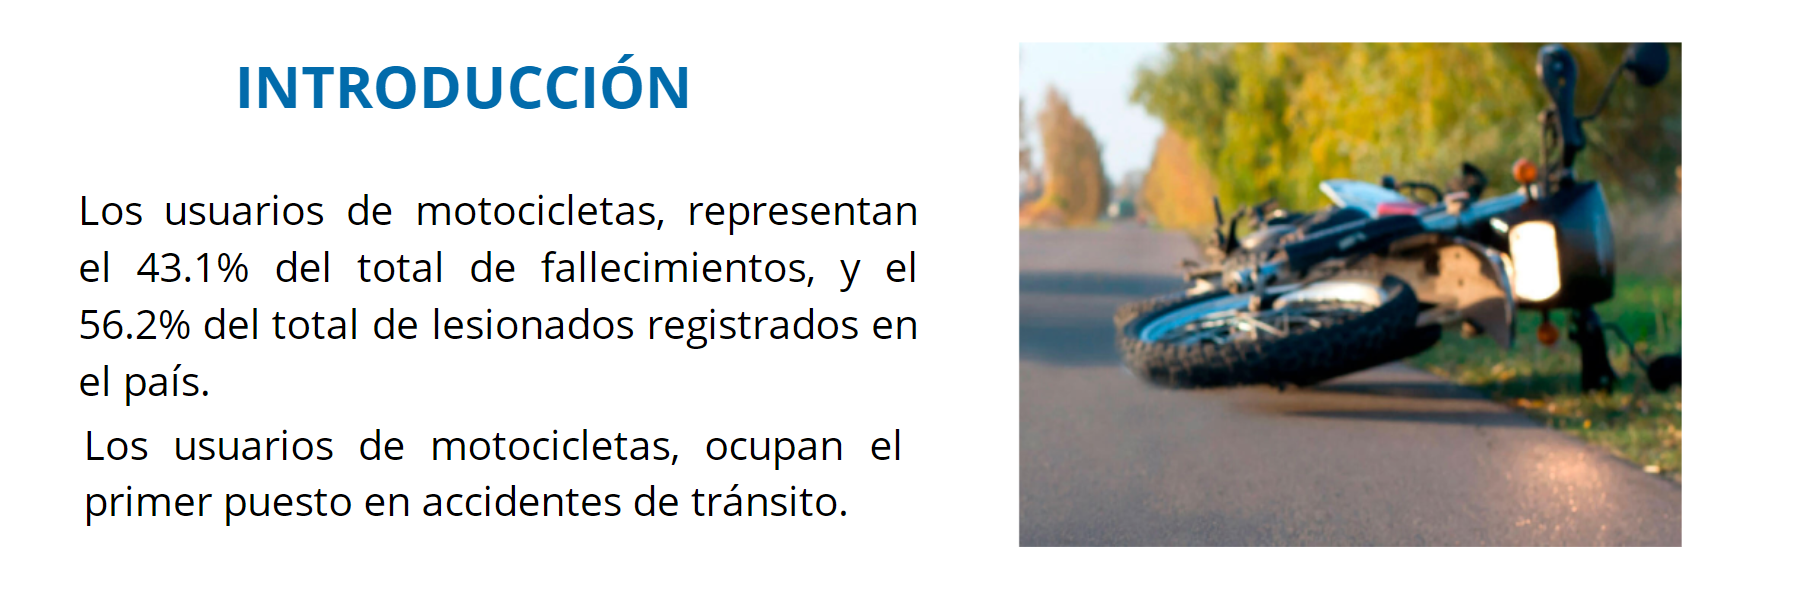 INTRODUCCIÓN
Los usuarios de motocicletas, representan
el 43.1% del total de fallecimientos, y el
56.2% del total de lesionados registrados en
el país.
Los usuarios de motocicletas, ocupan el
primer puesto en accidentes de tránsito.